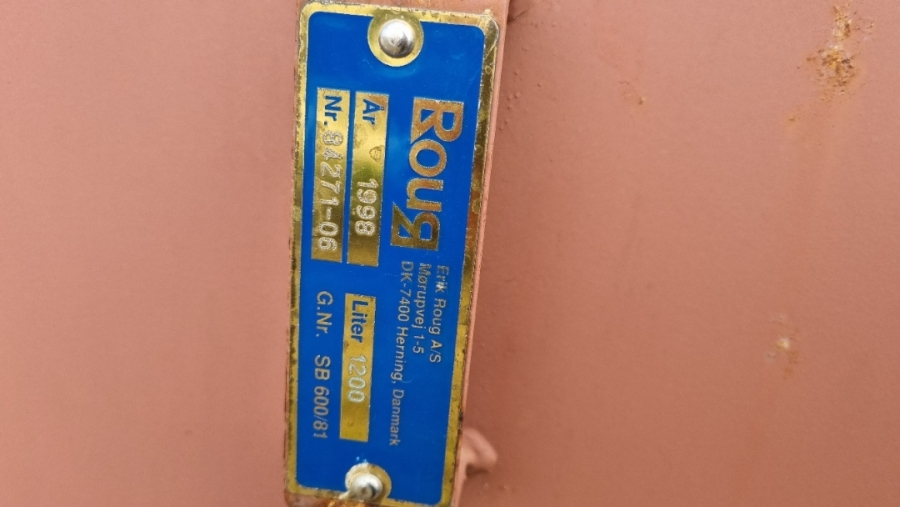 Roug
Erik Roug A/S
Mørupvej 1-5
DK-7400 Herning, Danmark
År 1998
Liter 1200
Nr. 84271-06
G.Nr. SB 600/81